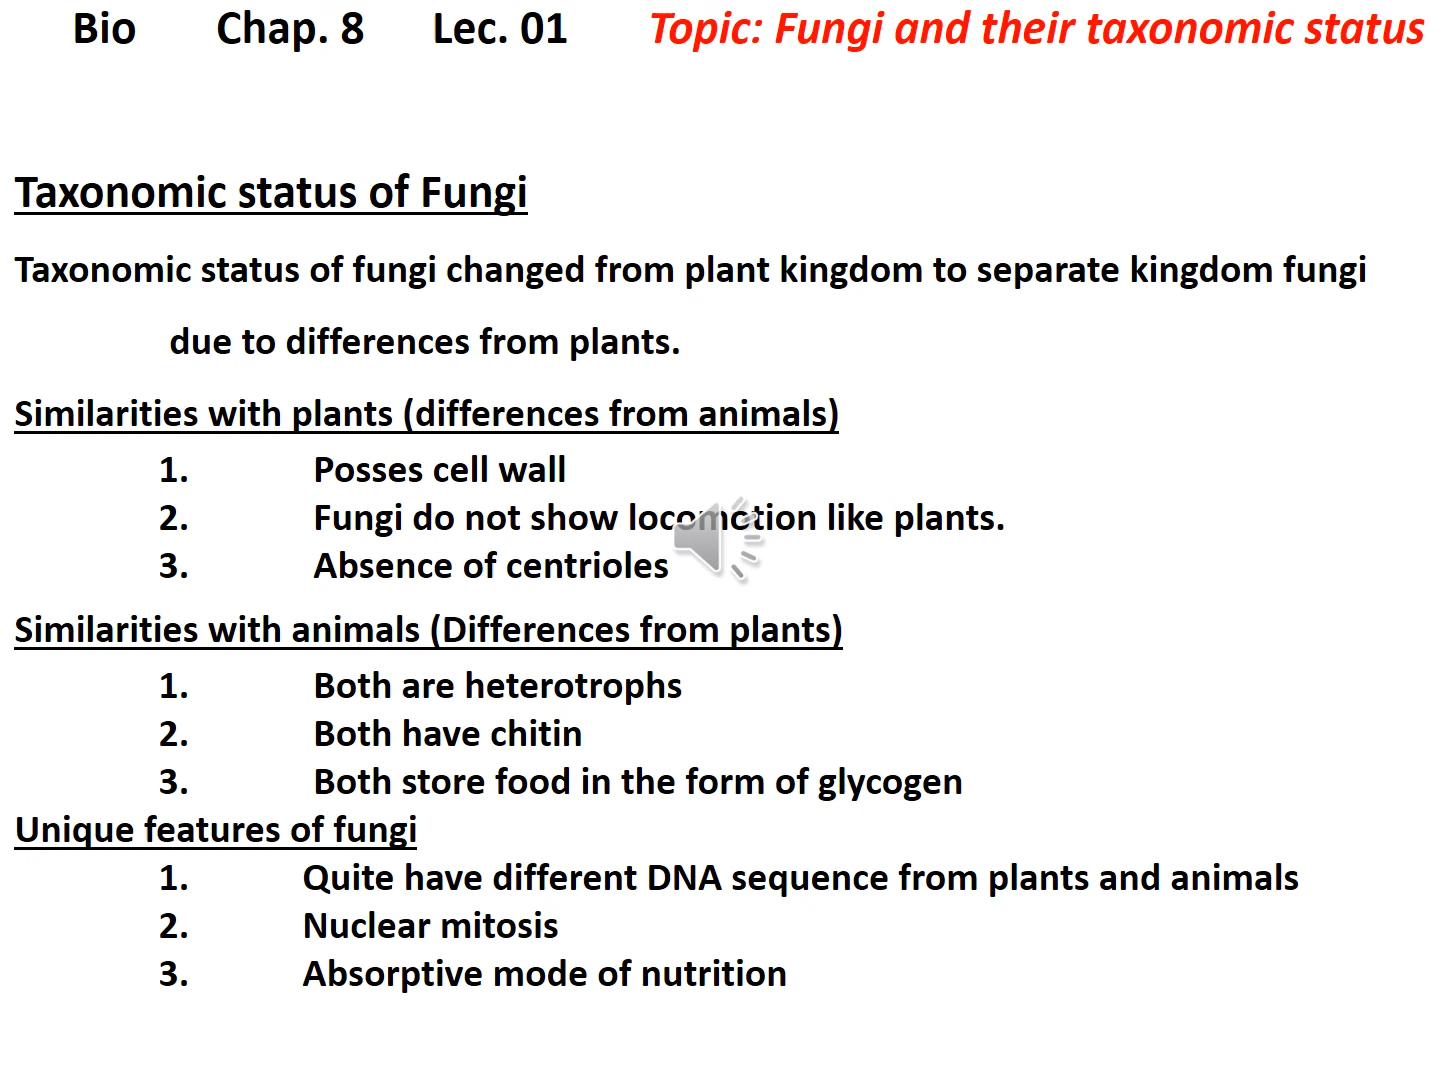 Bio Chap. 8 Lec. 01 Topic: Fungi and their taxonomic status
Taxonomic status of Fungi
Taxonomic status of fungi changed from plant kingdom to separate kingdom fungi
due to differences from plants.
Similarities with plants (differences from animals)
1. Posses cell wall
2. Fungi do not show locomotion like plants.
3. Absence of centrioles
Similarities with animals (Differences from plants)
1. Both are heterotrophs
2. Both have chitin
3. Both store food in the form of glycogen
Unique features of fungi
1. Quite have different DNA sequence from plants and animals
2. Nuclear mitosis
3. Absorptive mode of nutrition